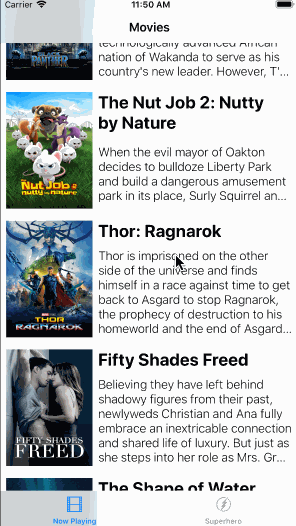 Carrier 11:50 AM
Movies
technologically advanced African
nation of Wakanda to serve as his
country's new leader. However, T'...
The Nut Job 2: Nutty
by Nature
When the evil mayor of Oakton
decides to bulldoze Liberty Park
and build a dangerous amusement
park in its place, Surly Squirrel an...
THE NUT JOB 2
nutty by nature
Thor: Ragnarok
Thor is imprisoned on the other
side of the universe and finds
himself in a race against time to get
back to Asgard to stop Ragnarok,
the prophecy of destruction to his
homeworld and the end of Asgard...
THOR
RAGNAROK
Fifty Shades Freed
Believing they have left behind
shadowy figures from their past,
newlyweds Christian and Ana fully
embrace an inextricable connection
and shared life of luxury. But just as
she steps into her role as Mrs. Gr...
FIFTY SHADES
FREED
The Shape of Water
Now Playing
Superhero